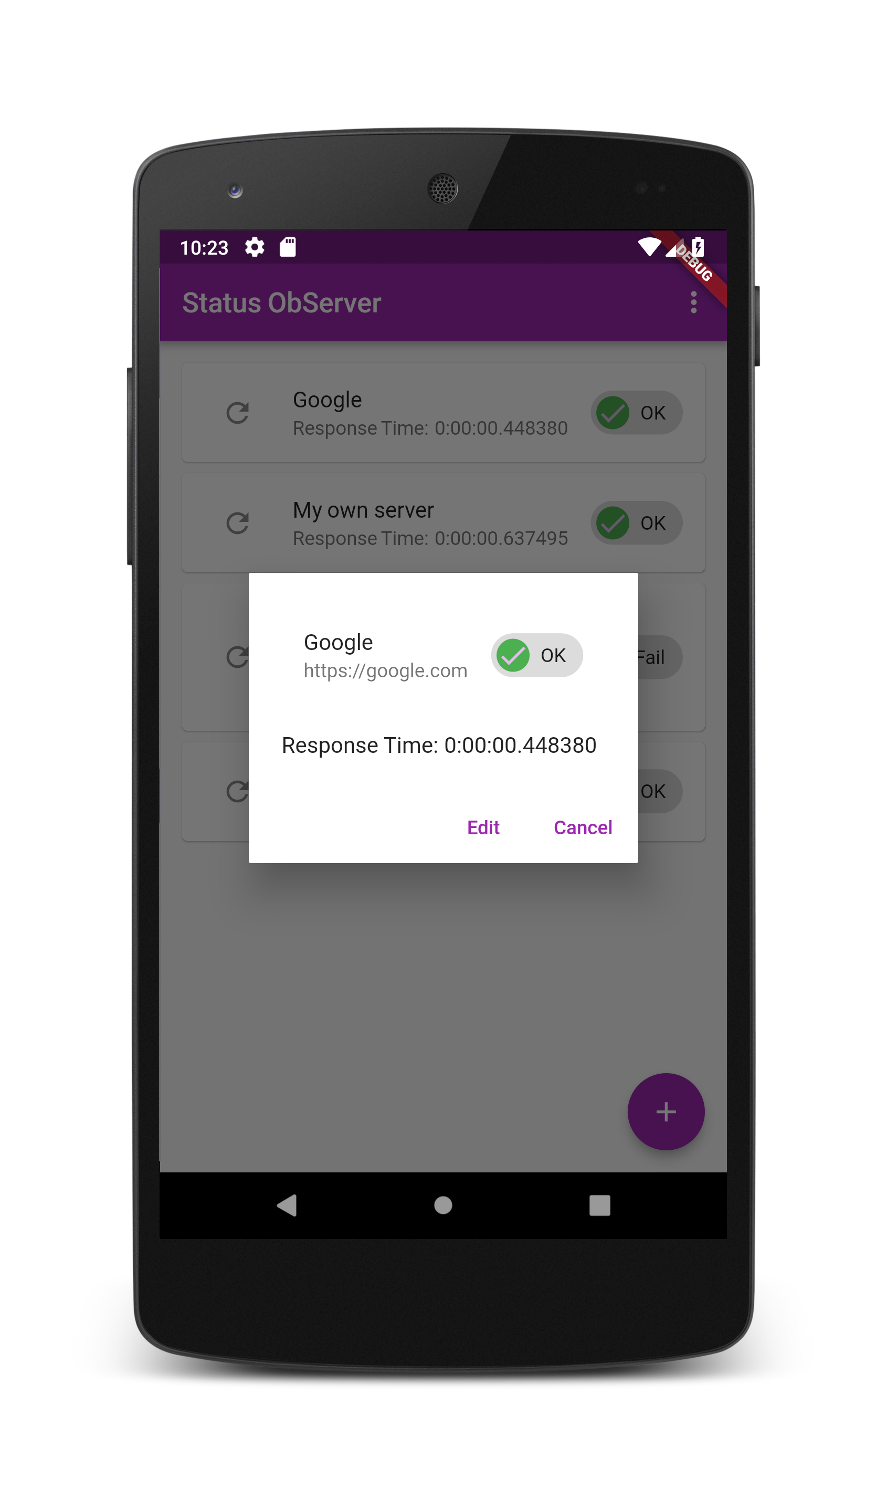 10:23
DEBUG
Status ObServer
Google
Response Time: 0:00:00.448380
OK
My own server
Response Time: 0:00:00.637495
OK
Fail
Google
https://google.com
OK
Response Time: 0:00:00.448380
OK
Edit
Cancel